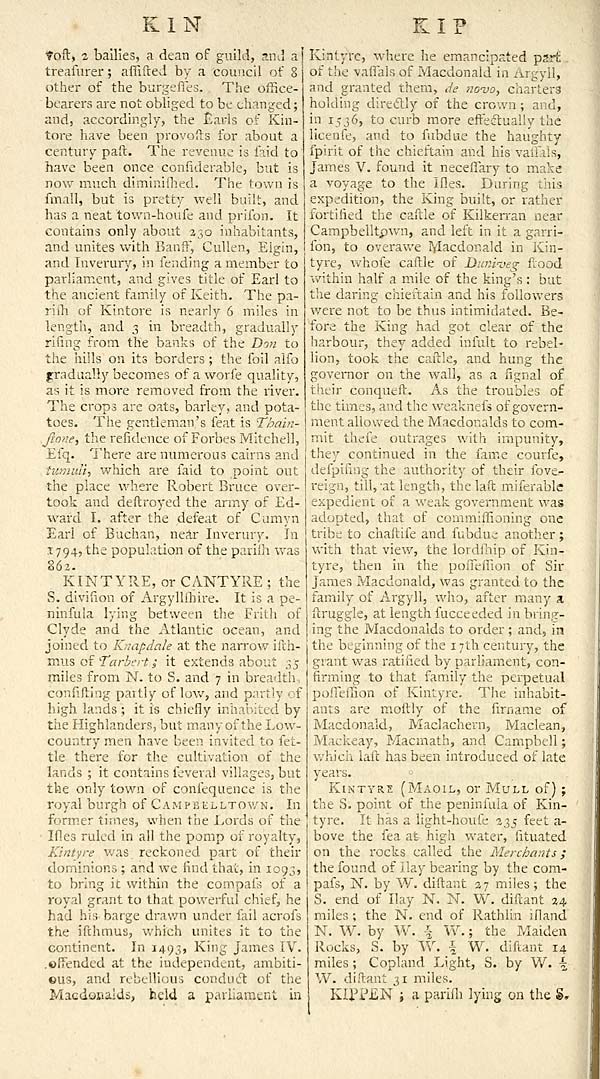 KIN
KIP
voſt, 2 bailies, a dean of guild, and a
treaſurer; aſſiſted by a council of 8
other of the burgeſſes. The office-
bearers are not obliged to be changed;
and, accordingly, the Earls of Kin-
tore have been provoſts for about a
century paſt. The revenue is ſaid to
have been once conſiderable, but is
now much diminiſhed. The town is
ſmall, but is pretty well built, and
has a neat town-houſe and priſon. It
contains only about 230 inhabitants,
and unites with Banff, Cullen, Elgin,
and Inverury, in ſending a member to
parliament, and gives title of Earl to
the ancient family of Keith. The pa-
riſh of Kintore is nearly 6 miles in
length, and 3 in breadth, gradually
riſing from the banks of the Don to
the hills on its borders; the ſoil alſo
gradually becomes of a worſe quality,
as it is more removed from the river.
The crops are oats, barley, and pota-
toes. The gentleman's ſeat is Thain-
ſtone, the reſidence of Forbes Mitchell,
Eſq. There are numerous cairns and
tumuli, which are ſaid to point out
the place where Robert Bruce over-
took and deſtroyed the army of Ed-
ward I. after the defeat of Cumyn
Earl of Buchan, near Inverury. In
1794, the population of the pariſh was
862.
KINTYRE, or CANTYRE; the
S. diviſion of Argyllſhire. It is a pe-
ninſula lying between the Frith of
Clyde and the Atlantic ocean, and
joined to Knapdale at the narrow iſth-
mus of Tarbert; it extends about 35
miles from N. to S. and 7 in breadth,
conſiſting partly of low, and partly of
high lands; it is chiefly inhabited by
the Highlanders, but many of the Low-
country men have been invited to ſet-
tle there for the cultivation of the
lands; it contains ſeveral villages, but
the only town of conſequence is the
royal burgh of CAMPBELLTOWN. In
former times, when the Lords of the
Iſles ruled in all the pomp of royalty,
Kintyre was reckoned part of their
dominions; and we find that, in 1093,
to bring it within the compaſs of a
royal grant to that powerful chief, he
had his barge drawn under ſail acroſs
the iſthmus, which unites it to the
continent. In 1493, King James IV.
offended at the independent, ambiti-
ous, and rebellious conduct of the
Macdonalds, held a parliament in
Kintyre, where he emancipated part
of the vaſſals of Macdonald in Argyll,
and granted them, de novo, charters
holding directly of the crown; and,
in 1536, to curb more effectually the
licenſe, and to ſubdue the haughty
ſpirit of the chieftain and his vaſſals,
James V. found it neceſſary to make
a voyage to the Iſles. During this
expedition, the King built, or rather
fortified the caſtle of Kilkerran near
Campbelltown, and left in it a garri-
ſon, to overawe Macdonald in Kin-
tyre, whoſe caſtle of Duniveg ſtood
within half a mile of the king's: but
the daring chieftain and his followers
were not to be thus intimidated. Be-
fore the King had got clear of the
harbour, they added inſult to rebel-
lion, took the caſtle, and hung the
governor on the wall, as a ſignal of
their conqueſt. As the troubles of
the times, and the weakneſs of govern-
ment allowed the Macdonalds to com-
mit theſe outrages with impunity,
they continued in the ſame courſe,
deſpiſing the authority of their ſove-
reign, till, at length, the laſt miſerable
expedient of a weak government was
adopted, that of commiſſioning one
tribe to chaſtiſe and ſubdue another;
with that view, the lordſhip of Kin-
tyre, then in the poſſeſſion of Sir
James Macdonald, was granted to the
family of Argyll, who, after many a
ſtruggle, at length ſucceeded in bring-
ing the Macdonalds to order; and, in
the beginning of the 17th century, the
grant was ratified by parliament, con-
firming to that family the perpetual
poſſeſſion of Kintyre. The inhabit-
ants are moſtly of the ſirname of
Macdonald, Maclachern, Maclean,
Mackeay, Macmath, and Campbell;
which laſt has been introduced of late
years.
KINTYRE (MAOIL, or MULL of);
the S. point of the peninſula of Kin-
tyre. It has a light-houſe 235 feet a-
bove the ſea at high water, ſituated
on the rocks called the Merchants;
the ſound of Ilay bearing by the com-
paſs, N. by W. diſtant 27 miles; the
S. end of Ilay N. N. W. diſtant 24
miles; the N. end of Rathlin iſland
N. W. by W. ½ W.; the Maiden
Rocks, S. by W. ½ W. diſtant 14
miles; Copland Light, S. by W. ½
W. diſtant 31 miles.
KIPPEN; a pariſh lying on the S.